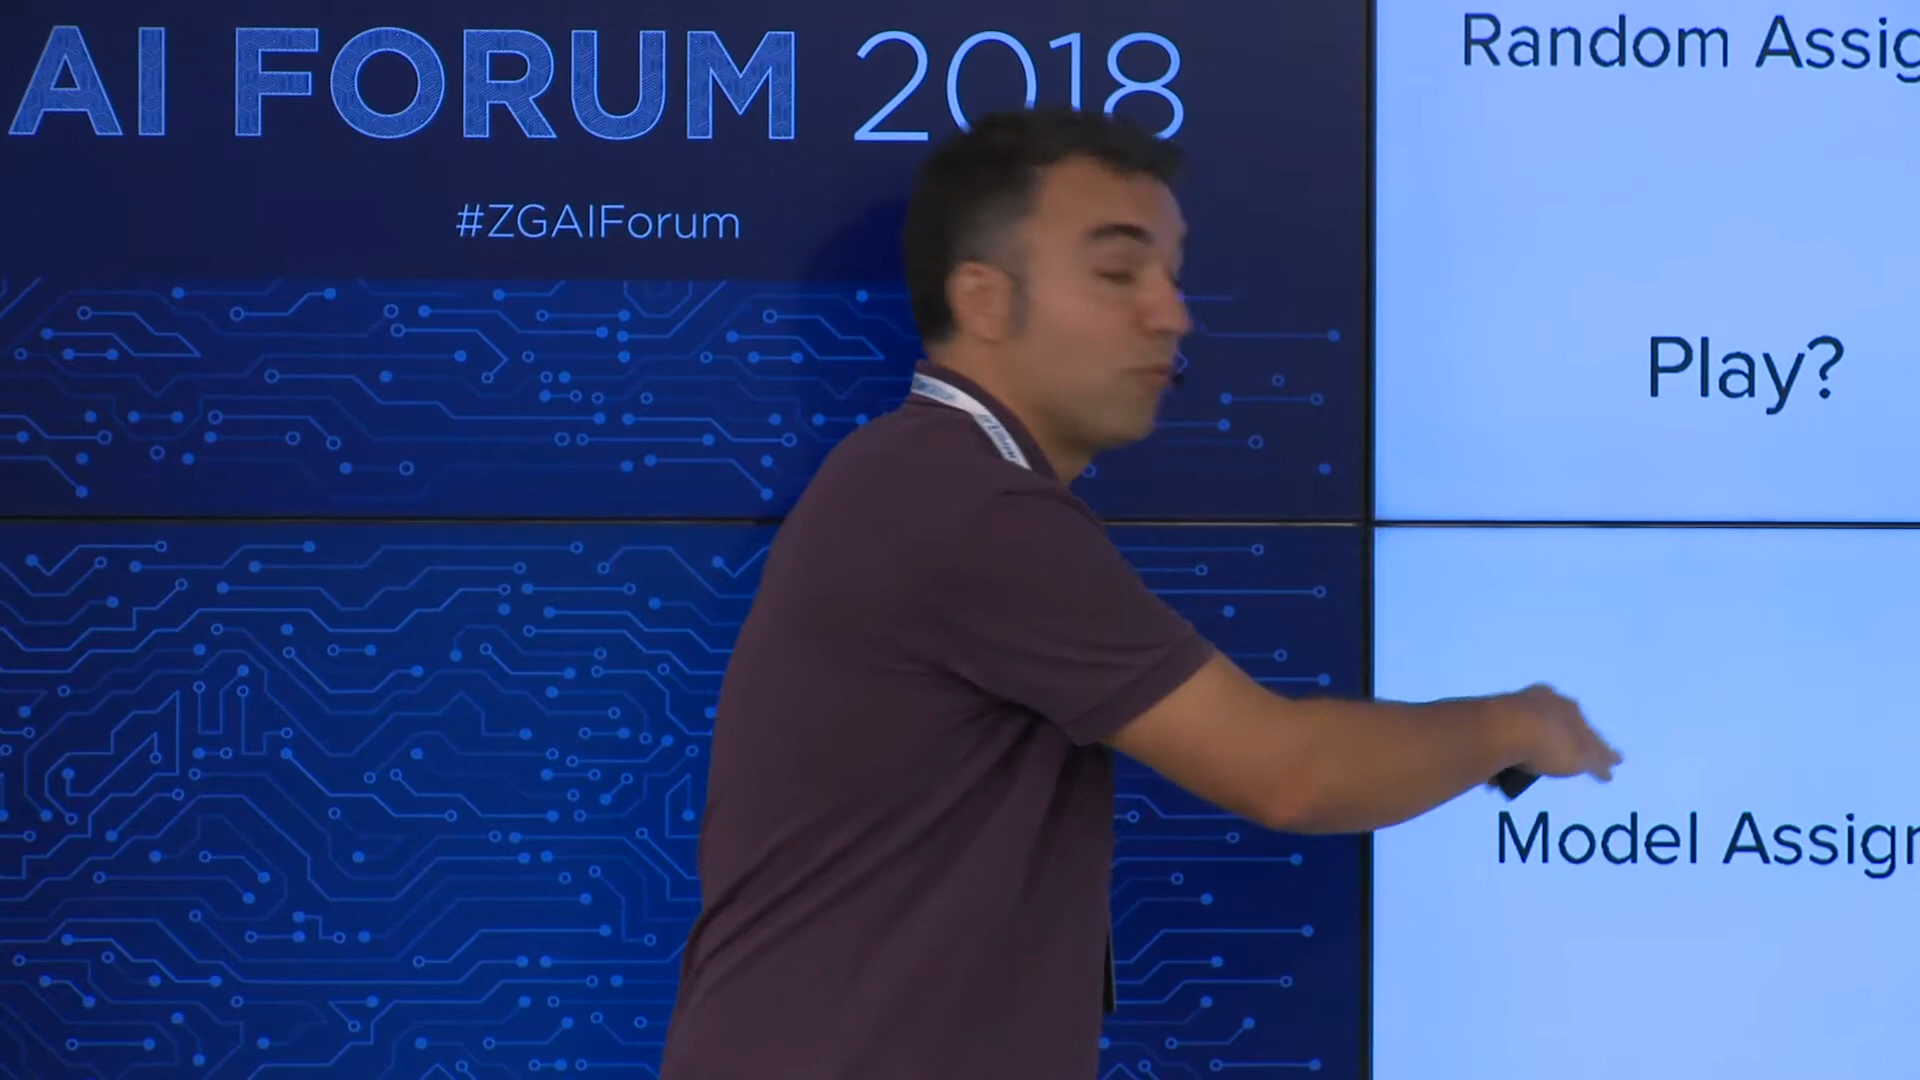 AI FORUM 2018
#ZGAIForum
Random Assig
Play?
Model Assign